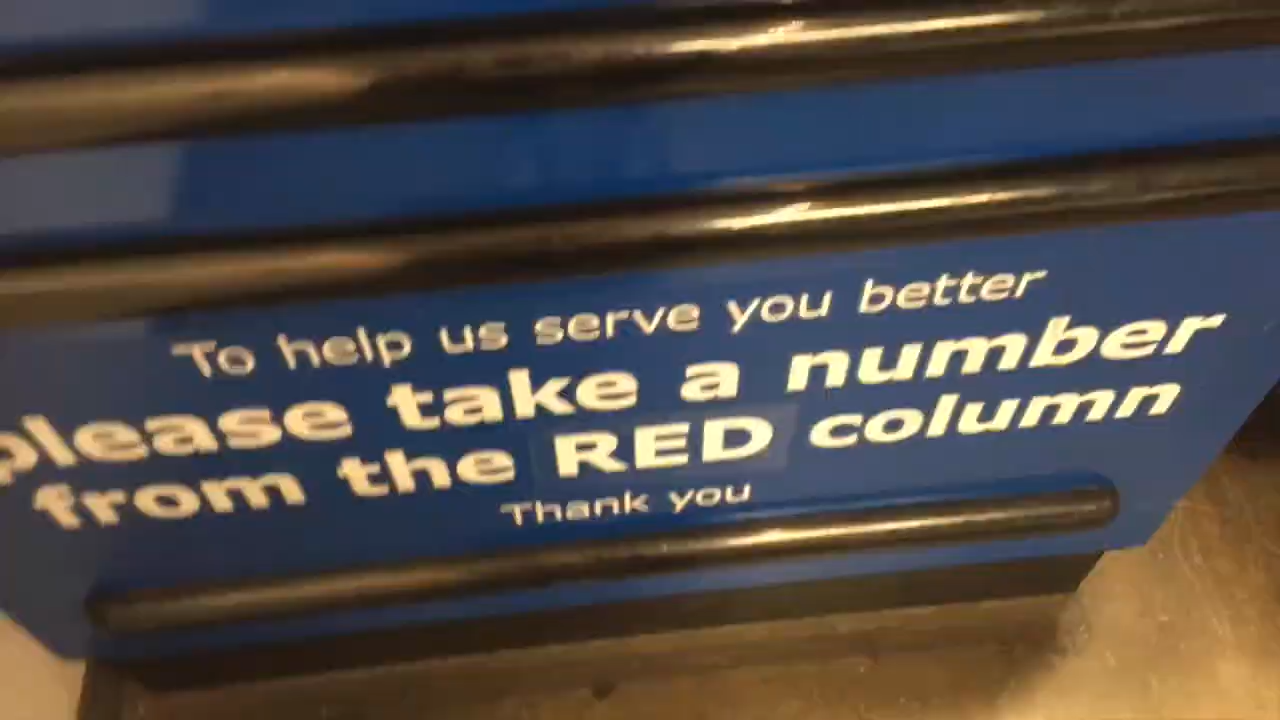 To help us serve you better
please take a number
from the RED column
Thank you